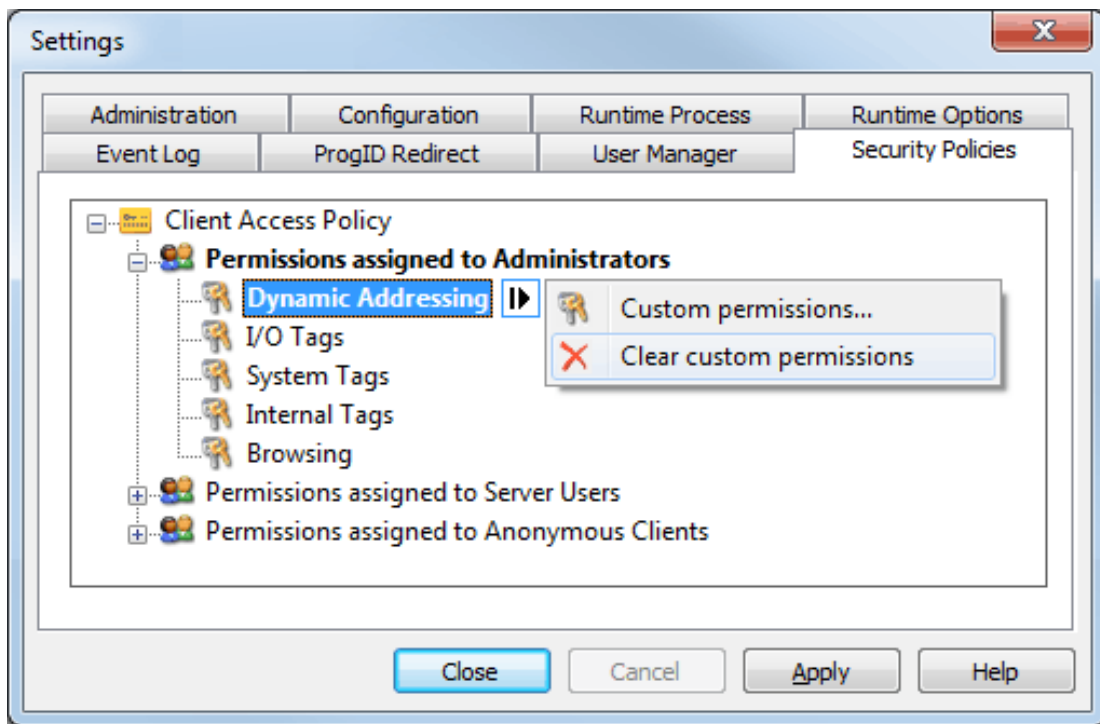 Settings
Administration
Configuration
Runtime Process
Runtime Options
Event Log
ProgID Redirect
User Manager
Security Policies
Client Access Policy
Permissions assigned to Administrators
Dynamic Addressing
Custom permissions...
Clear custom permissions
I/O Tags
System Tags
Internal Tags
Browsing
Permissions assigned to Server Users
Permissions assigned to Anonymous Clients
Close
Cancel
Apply
Help